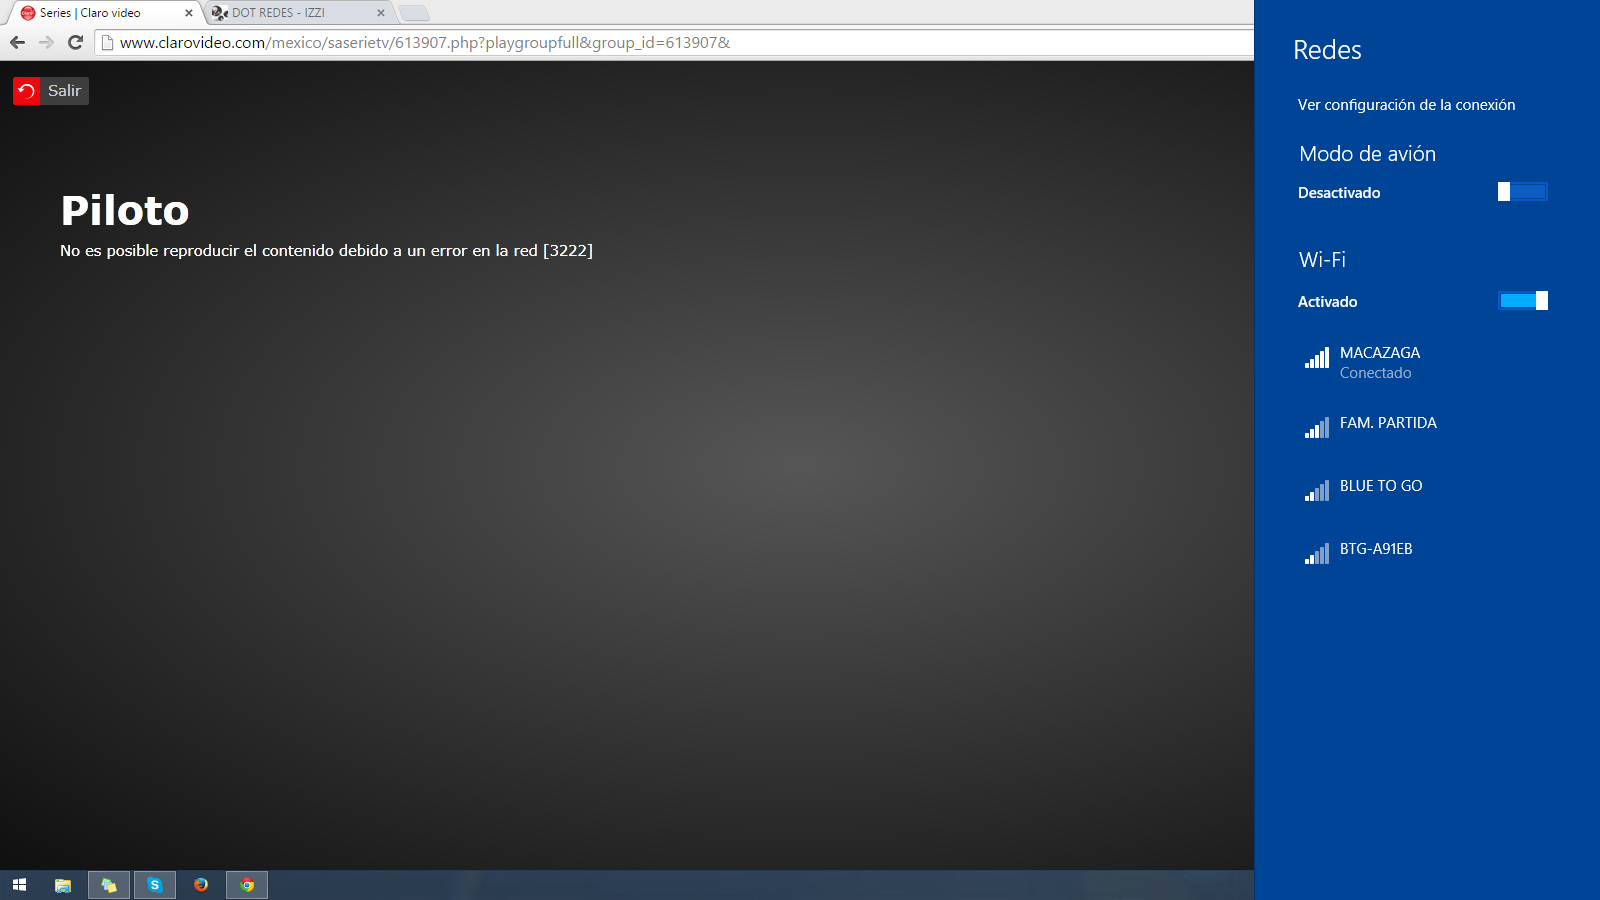 Series | Claro video
DOT REDES - IZZI
www.clarovideo.com/mexico/saserietv/613907.php?playgroupfull&group_id=613907&
Salir
Piloto
No es posible reproducir el contenido debido a un error en la red [3222]
Redes
Ver configuración de la conexión
Modo de avión
Desactivado
Wi-Fi
Activado
MACAZAGA
Conectado
FAM. PARTIDA
BLUE TO GO
BTG-A91EB